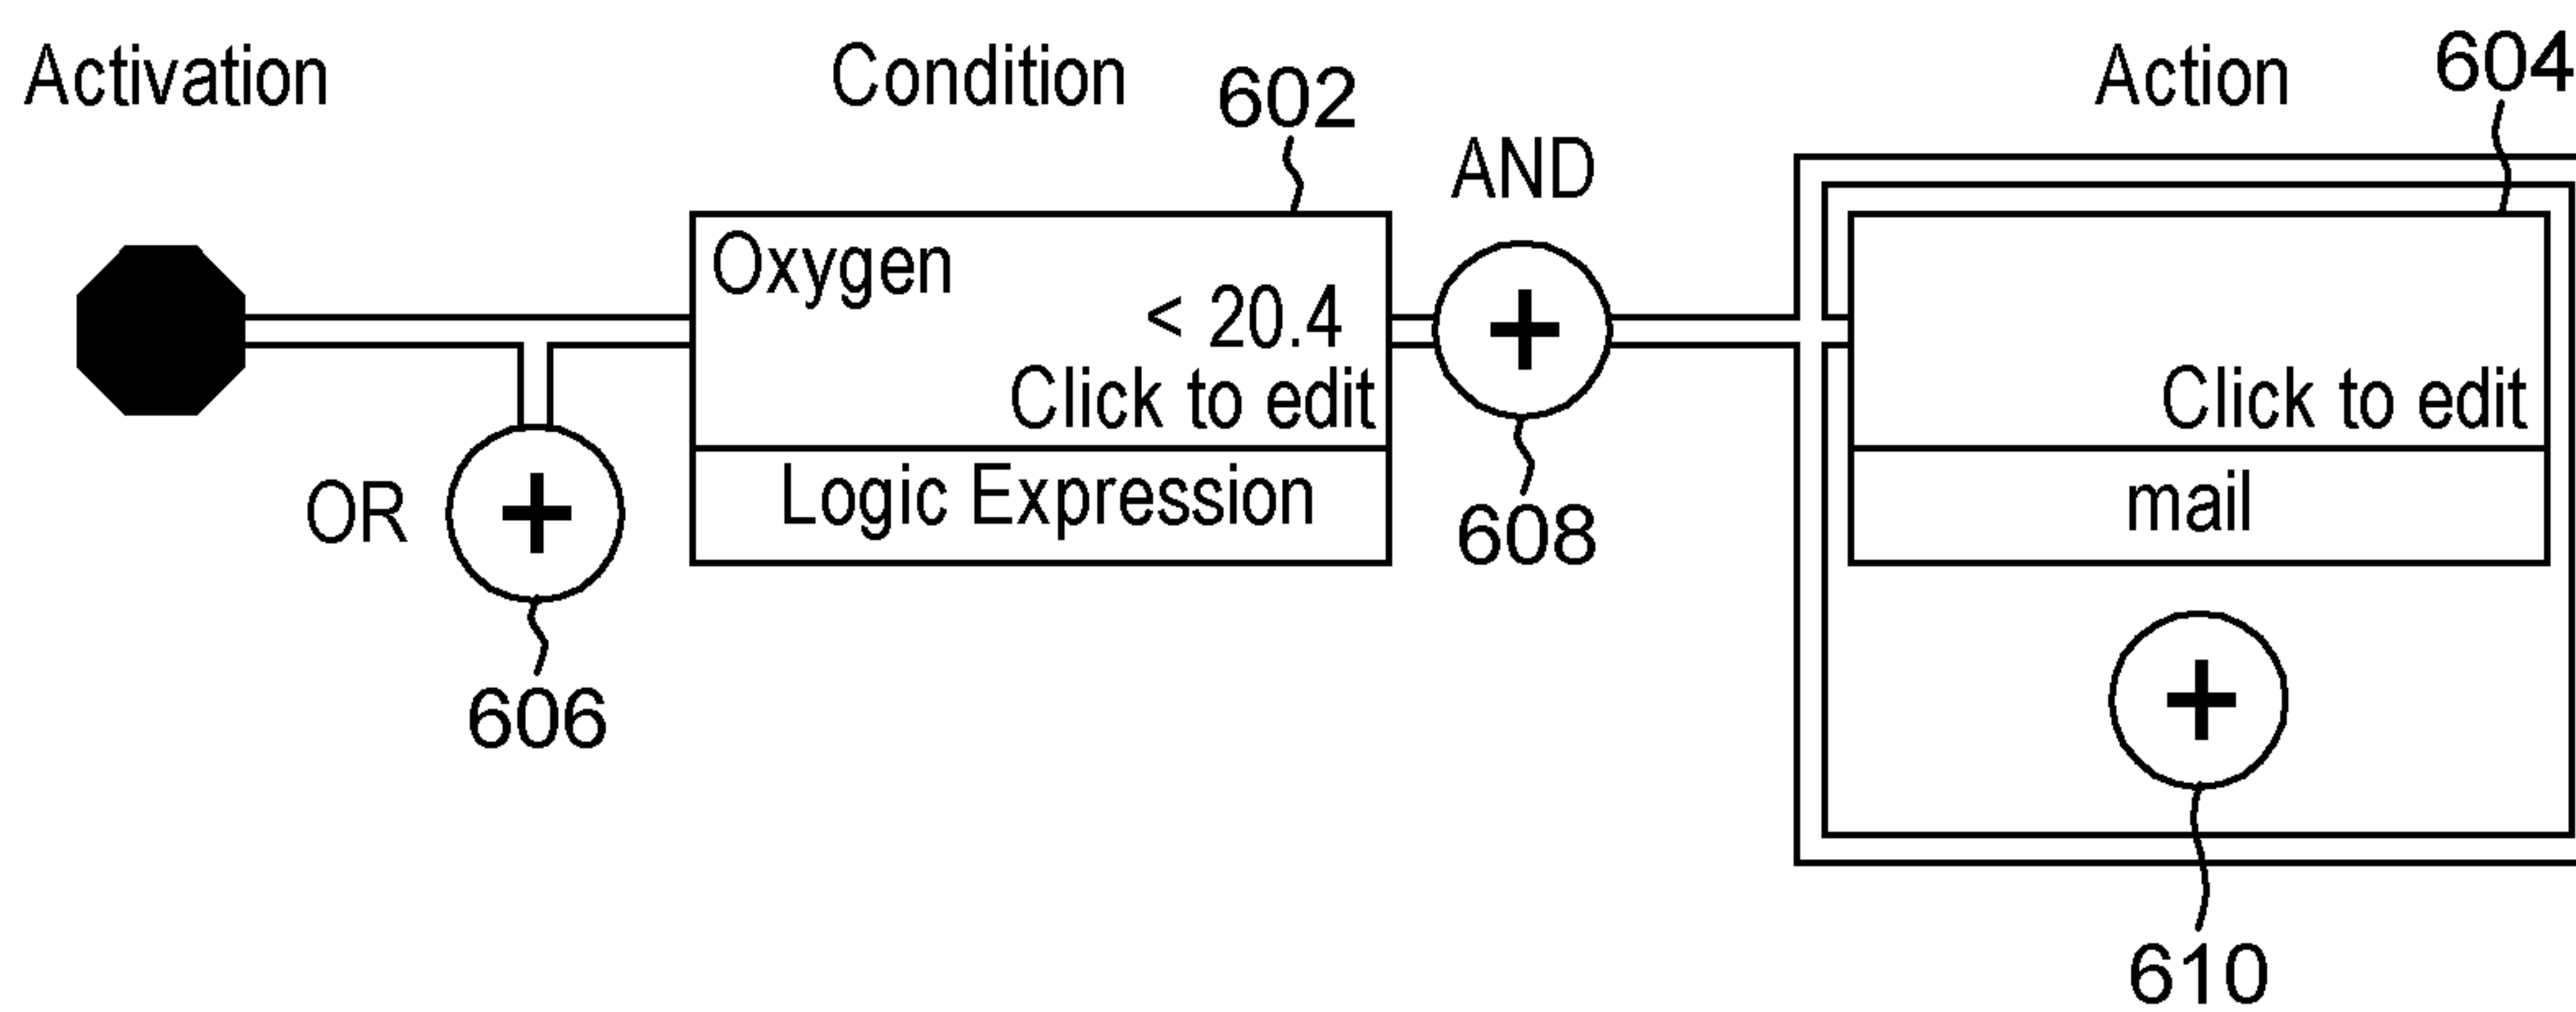 Activation
Condition
602
AND
Action
604
Oxygen
< 20.4
Click to edit
Logic Expression
OR
606
608
Click to edit
mail
610